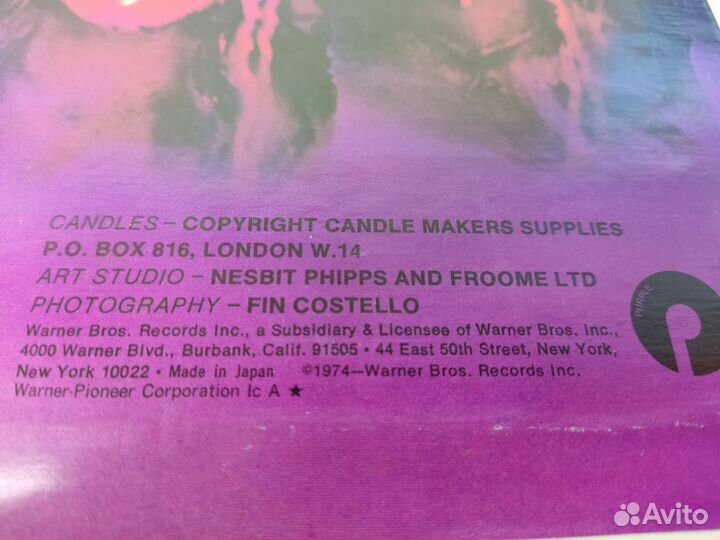 CANDLES – COPYRIGHT CANDLE MAKERS SUPPLIES
P.O. BOX 816, LONDON W.14
ART STUDIO – NESBIT PHIPPS AND FROOME LTD
PHOTOGRAPHY – FIN COSTELLO
PURPLE
Warner Bros. Records Inc., a Subsidiary & Licensee of Warner Bros. Inc.,
4000 Warner Blvd., Burbank, Calif. 91505 • 44 East 50th Street, New York,
New York 10022 • Made in Japan ©1974—Warner Bros. Records Inc.
Warner-Pioneer Corporation Ic A ★
Avito